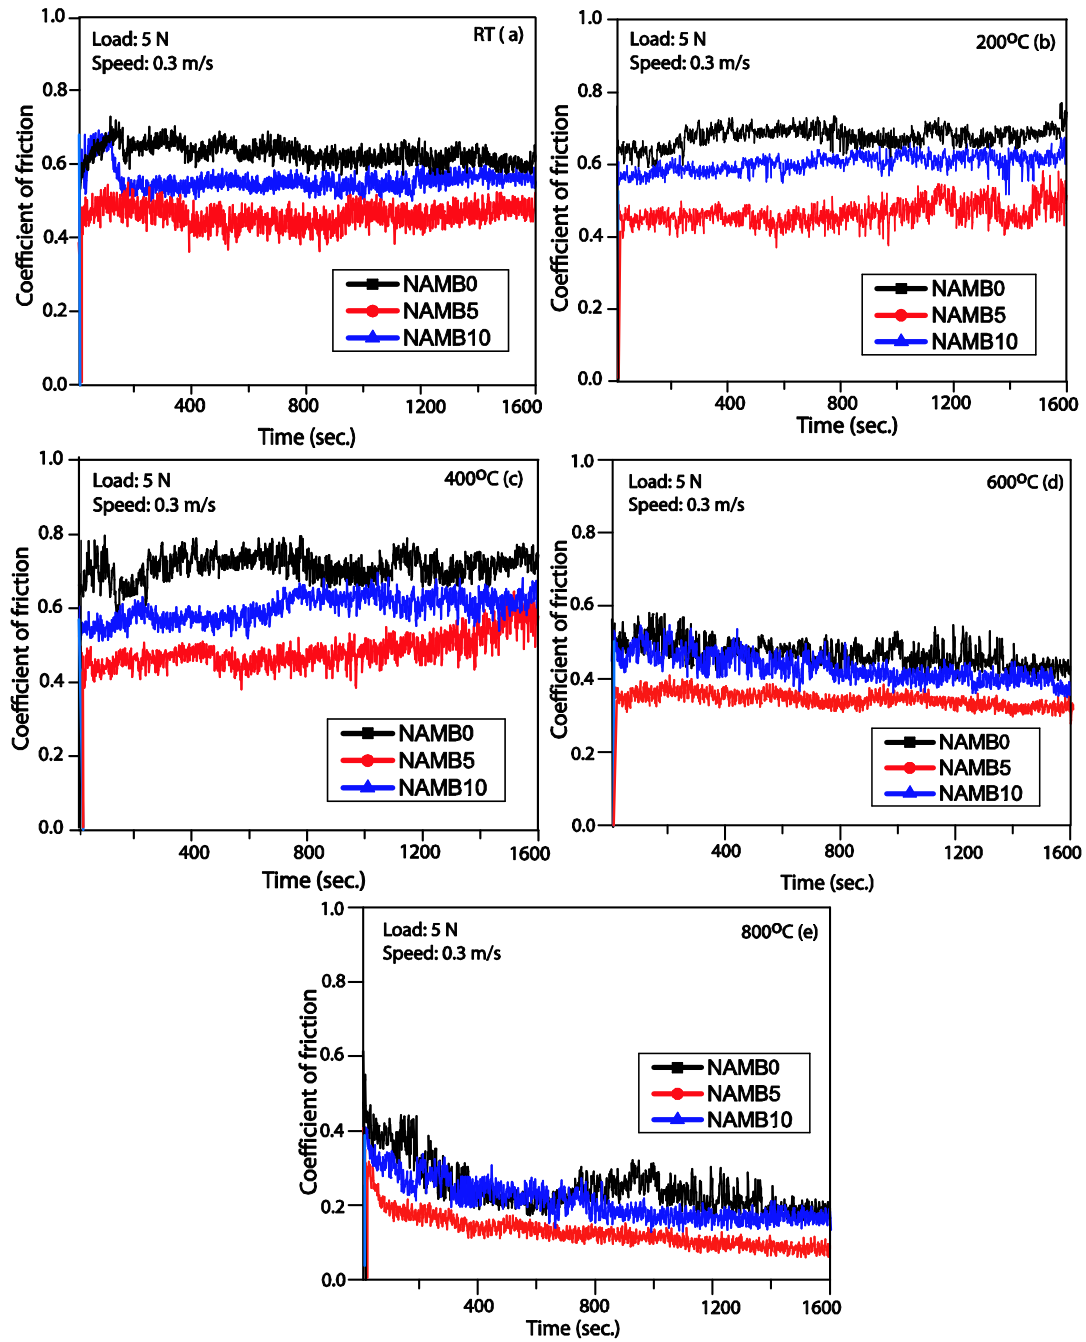 RT ( a)
Load: 5 N
Speed: 0.3 m/s
Coefficient of friction
1.0
0.8
0.6
0.4
0.2
0.0
NAMB0
NAMB5
NAMB10
400
800
1200
1600
Time (sec.)
200°C (b)
Load: 5 N
Speed: 0.3 m/s
Coefficient of friction
1.0
0.8
0.6
0.4
0.2
0.0
NAMB0
NAMB5
NAMB10
400
800
1200
1600
Time (sec.)
400°C (c)
Load: 5 N
Speed: 0.3 m/s
Coefficient of friction
1.0
0.8
0.6
0.4
0.2
0.0
NAMB0
NAMB5
NAMB10
400
800
1200
1600
Time (sec.)
600°C (d)
Load: 5 N
Speed: 0.3 m/s
Coefficient of friction
1.0
0.8
0.6
0.4
0.2
0.0
NAMB0
NAMB5
NAMB10
400
800
1200
1600
Time (sec.)
800°C (e)
Load: 5 N
Speed: 0.3 m/s
Coefficient of friction
1.0
0.8
0.6
0.4
0.2
0.0
NAMB0
NAMB5
NAMB10
400
800
1200
1600
Time (sec.)